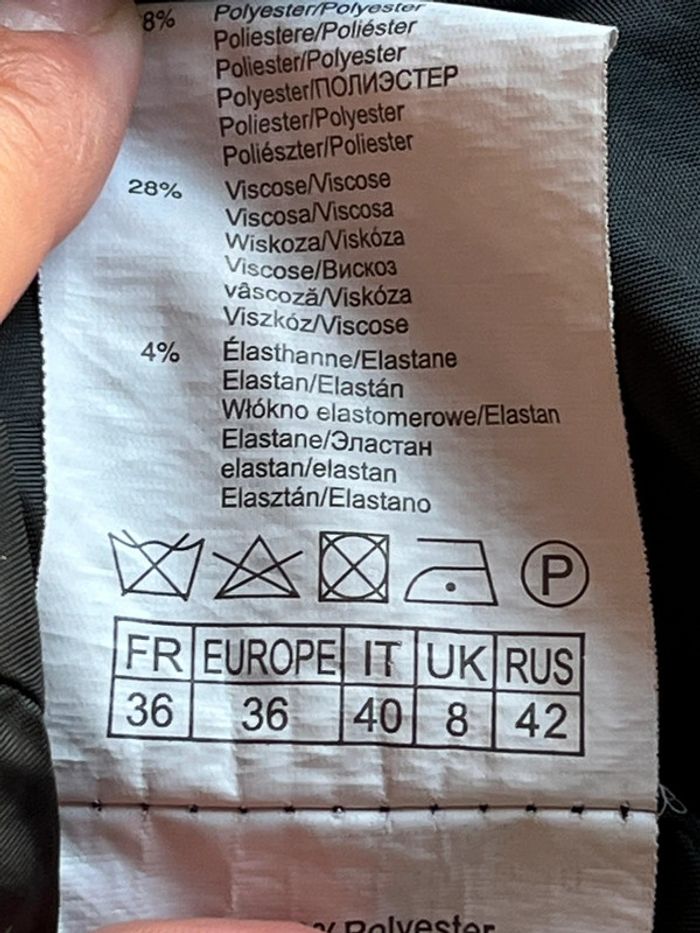 8% Polyester/Polyester
Poliestere/Poliéster
Poliester/Polyester
Polyester/ПОЛИЭСТЕР
Poliester/Polyester
Poliészter/Poliester
28% Viscose/Viscose
Viscosa/Viscosa
Wiskoza/Viskóza
Viscose/Вискоз
vâscoză/Viskóza
Viszkóz/Viscose
4% Élasthanne/Elastane
Elastan/Elastán
Włókno elastomerowe/Elastan
Elastane/Эластан
elastan/elastan
Elasztán/Elastano
P
FR EUROPE IT UK RUS
36 36 40 8 42
% Polyester